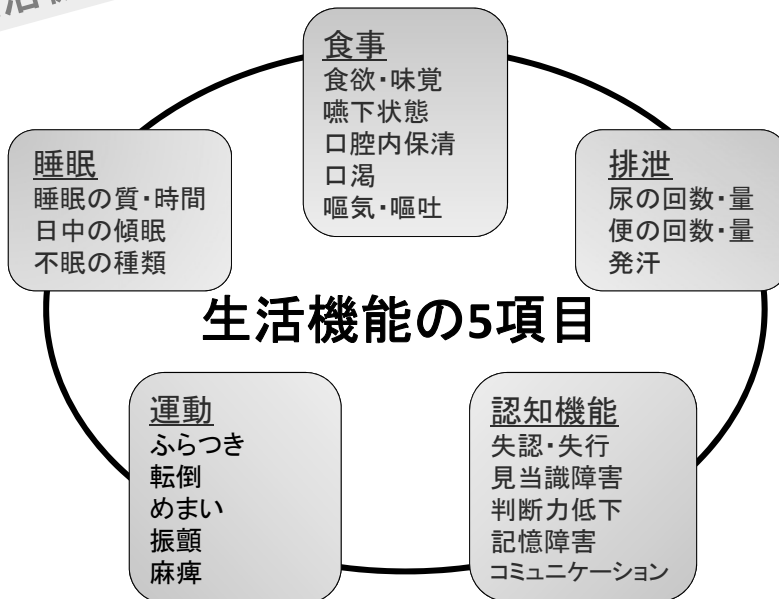 食事
食欲・味覚
嚥下状態
口腔内保清
口渇
嘔気・嘔吐
睡眠
睡眠の質・時間
日中の傾眠
不眠の種類
排泄
尿の回数・量
便の回数・量
発汗
生活機能の5項目
運動
ふらつき
転倒
めまい
振顫
麻痺
認知機能
失認・失行
見当識障害
判断力低下
記憶障害
コミュニケーション